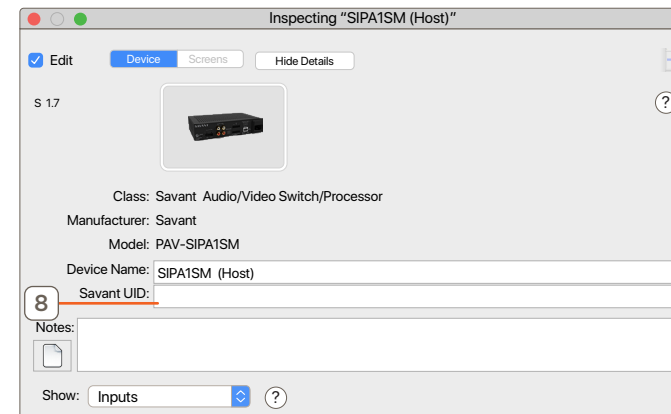 Inspecting “SIPA1SM (Host)”
Edit Device Screens Hide Details
S 1.7
?
Class: Savant Audio/Video Switch/Processor
Manufacturer: Savant
Model: PAV-SIPA1SM
Device Name: SIPA1SM (Host)
Savant UID:
8
Notes:
Show: Inputs ?